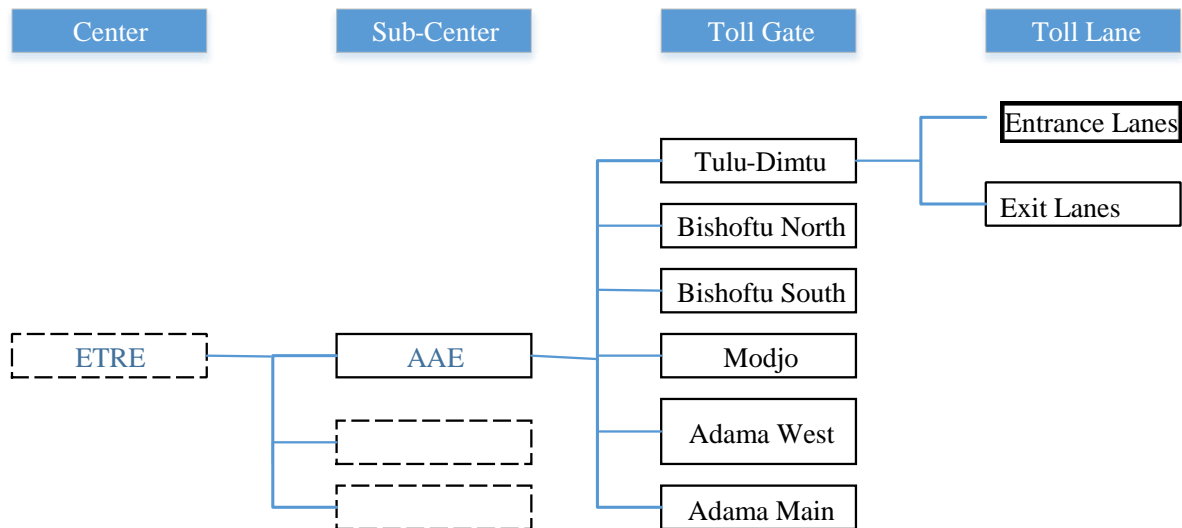 Center
Sub-Center
Toll Gate
Toll Lane
Entrance Lanes
Tulu-Dimtu
Exit Lanes
Bishoftu North
Bishoftu South
ETRE
AAE
Modjo
Adama West
Adama Main